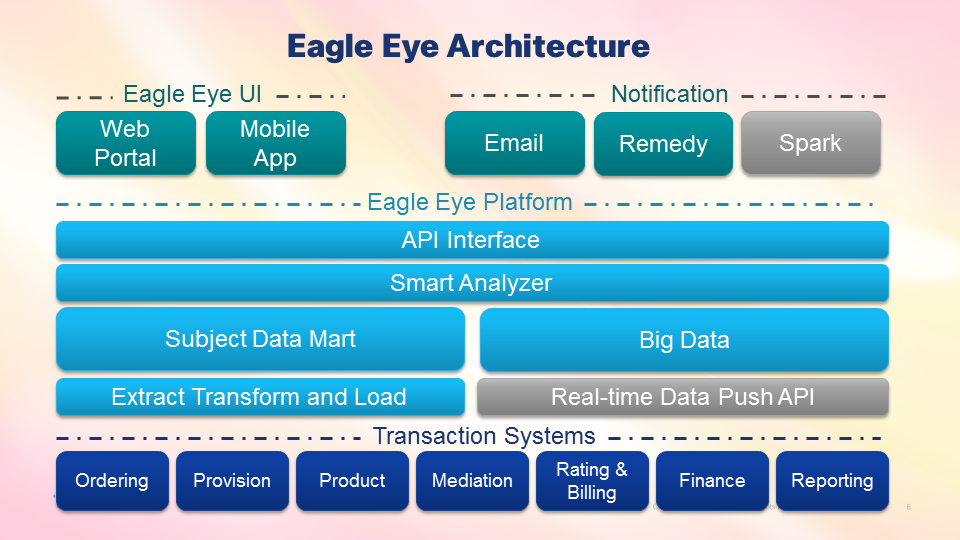 Eagle Eye Architecture
Eagle Eye UI
Notification
Web
Portal
Mobile
App
Email
Remedy
Spark
Eagle Eye Platform
API Interface
Smart Analyzer
Subject Data Mart
Big Data
Extract Transform and Load
Real-time Data Push API
Transaction Systems
Ordering
Provision
Product
Mediation
Rating &
Billing
Finance
Reporting
6